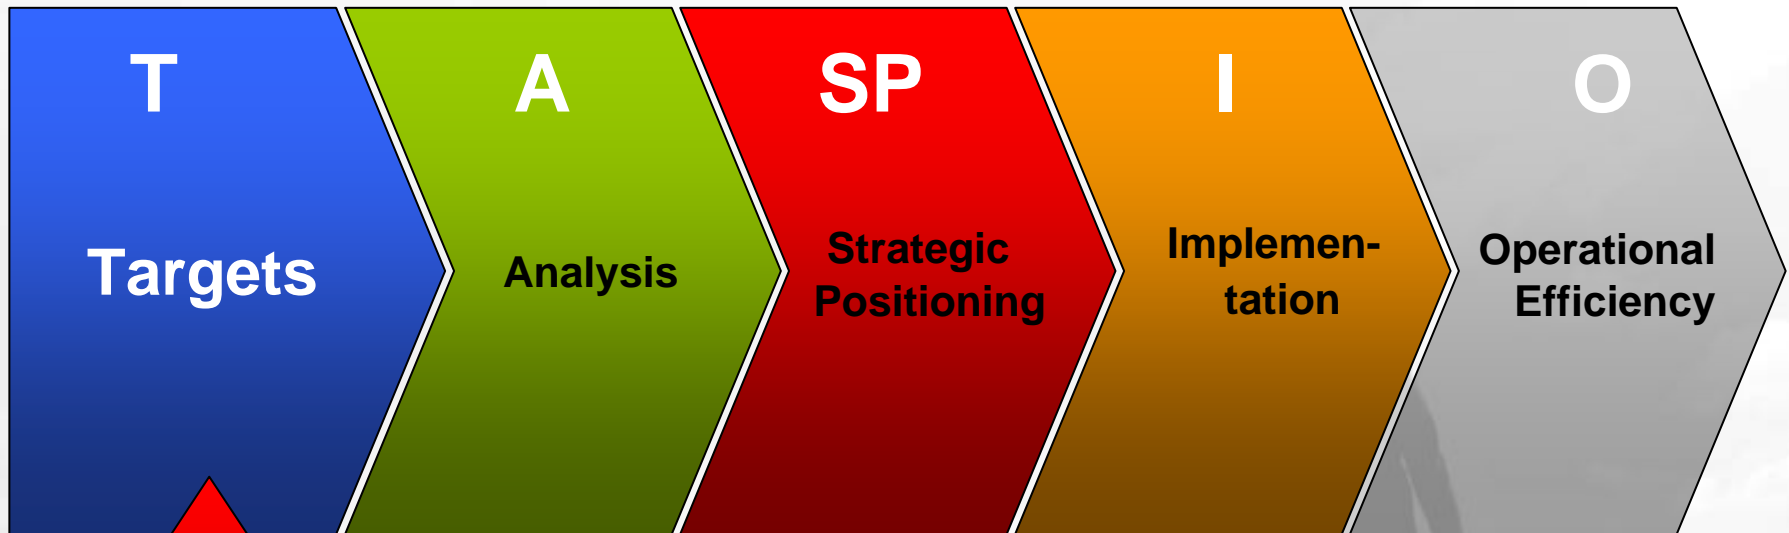 T
A
SP
I
O
Targets
Analysis
Strategic
Positioning
Implemen-
tation
Operational
Efficiency